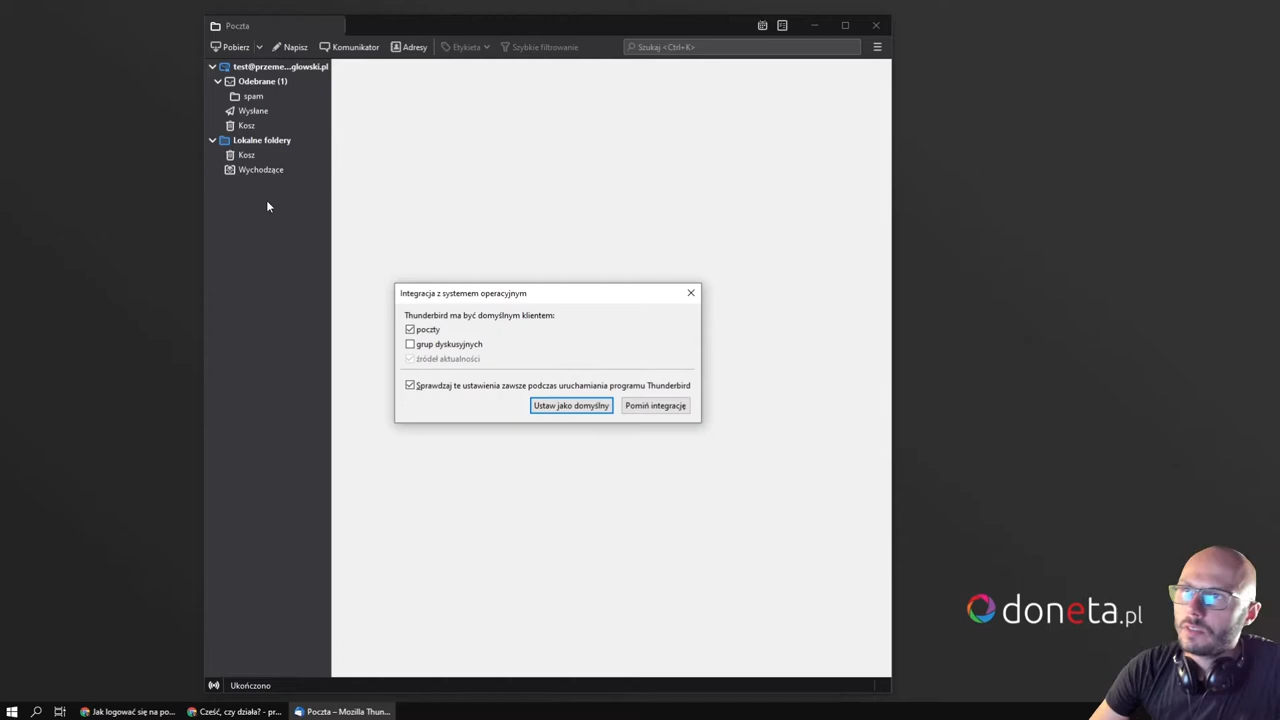 Poczta
Pobierz
Napisz
Komunikator
Adresy
Etykieta
Szybkie filtrowanie
Szukaj <Ctrl+K>
test@przeme...glowski.pl
Odebrane (1)
spam
Wysłane
Kosz
Lokalne foldery
Kosz
Wychodzące
Integracja z systemem operacyjnym
Thunderbird ma być domyślnym klientem:
poczty
grup dyskusyjnych
źródeł aktualności
Sprawdzaj te ustawienia zawsze podczas uruchamiania programu Thunderbird
Ustaw jako domyślny
Pomiń integrację
doneta.pl
Ukończono
Jak logować się na po...
Cześć, czy działa? - pr...
Poczta – Mozilla Thun...